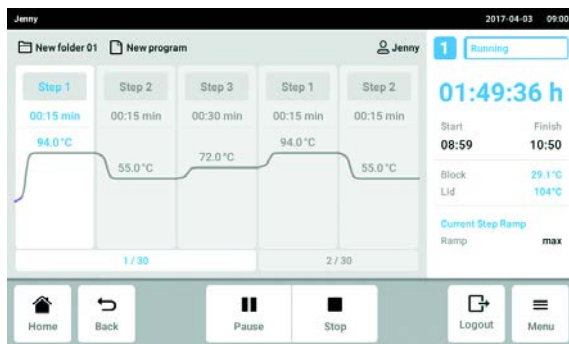 Jenny 2017-04-03 09:00
New folder 01 New program Jenny
1 Running
Step 1 Step 2 Step 3 Step 1 Step 2
00:15 min 00:15 min 00:30 min 00:15 min 00:15 min
94.0°C 55.0°C 72.0°C 94.0°C 55.0°C
1 / 30 2 / 30
01:49:36 h
Start Finish
08:59 10:50
Block 29.1°C
Lid 104°C
Current Step Ramp
Ramp max
Home Back Pause Stop Logout Menu